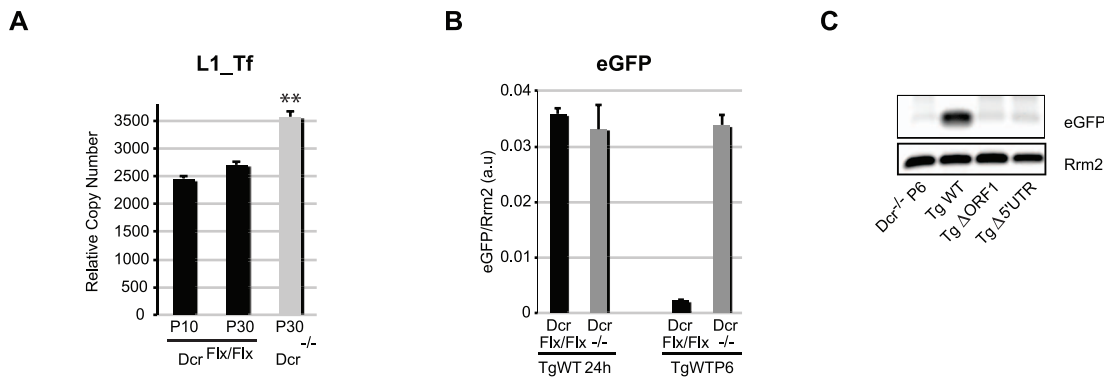 A
L1_Tf
Relative Copy Number
3500
3000
2500
2000
1500
1000
500
0
**
P10 P30 P30
Dcr Flx/Flx Dcr -/-
B
eGFP
eGFP/Rrm2 (a.u)
0.04
0.03
0.02
0.01
0
Dcr Dcr Dcr Dcr
Flx/Flx -/- Flx/Flx -/-
TgWT 24h TgWTP6
C
eGFP
Rrm2
Dcr-/- P6
Tg WT
Tg ΔORF1
Tg Δ5'UTR